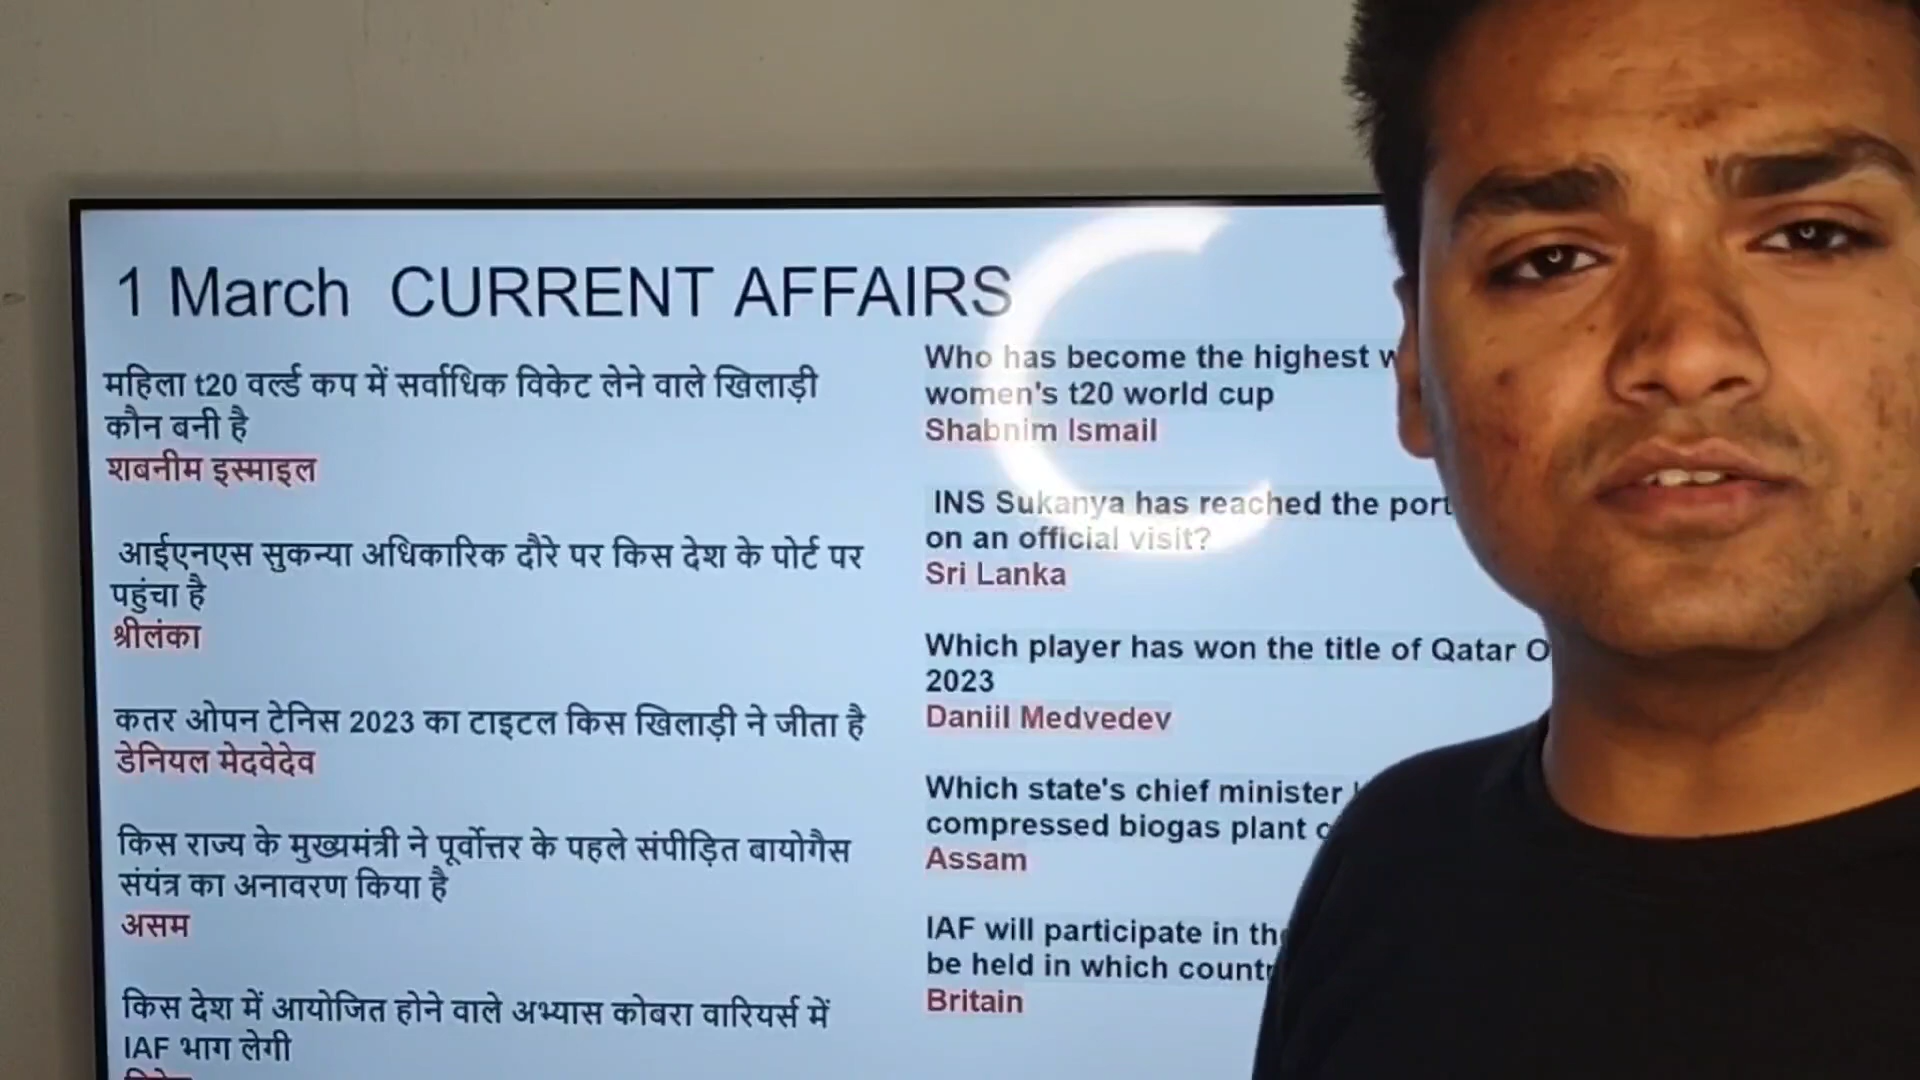 1 March CURRENT AFFAIRS
महिला t20 वर्ल्ड कप में सर्वाधिक विकेट लेने वाले खिलाड़ी
कौन बनी है
शबनीम इस्माइल
आईएनएस सुकन्या अधिकारिक दौरे पर किस देश के पोर्ट पर
पहुंचा है
श्रीलंका
कतर ओपन टेनिस 2023 का टाइटल किस खिलाड़ी ने जीता है
डेनियल मेदवेदेव
किस राज्य के मुख्यमंत्री ने पूर्वोत्तर के पहले संपीड़ित बायोगैस
संयंत्र का अनावरण किया है
असम
किस देश में आयोजित होने वाले अभ्यास कोबरा वारियर्स में
IAF भाग लेगी
Who has become the highest
women's t20 world cup
Shabnim Ismail
INS Sukanya has reached the port
on an official visit?
Sri Lanka
Which player has won the title of Qatar
2023
Daniil Medvedev
Which state's chief minister
compressed biogas plant
Assam
IAF will participate in
be held in which
Britain